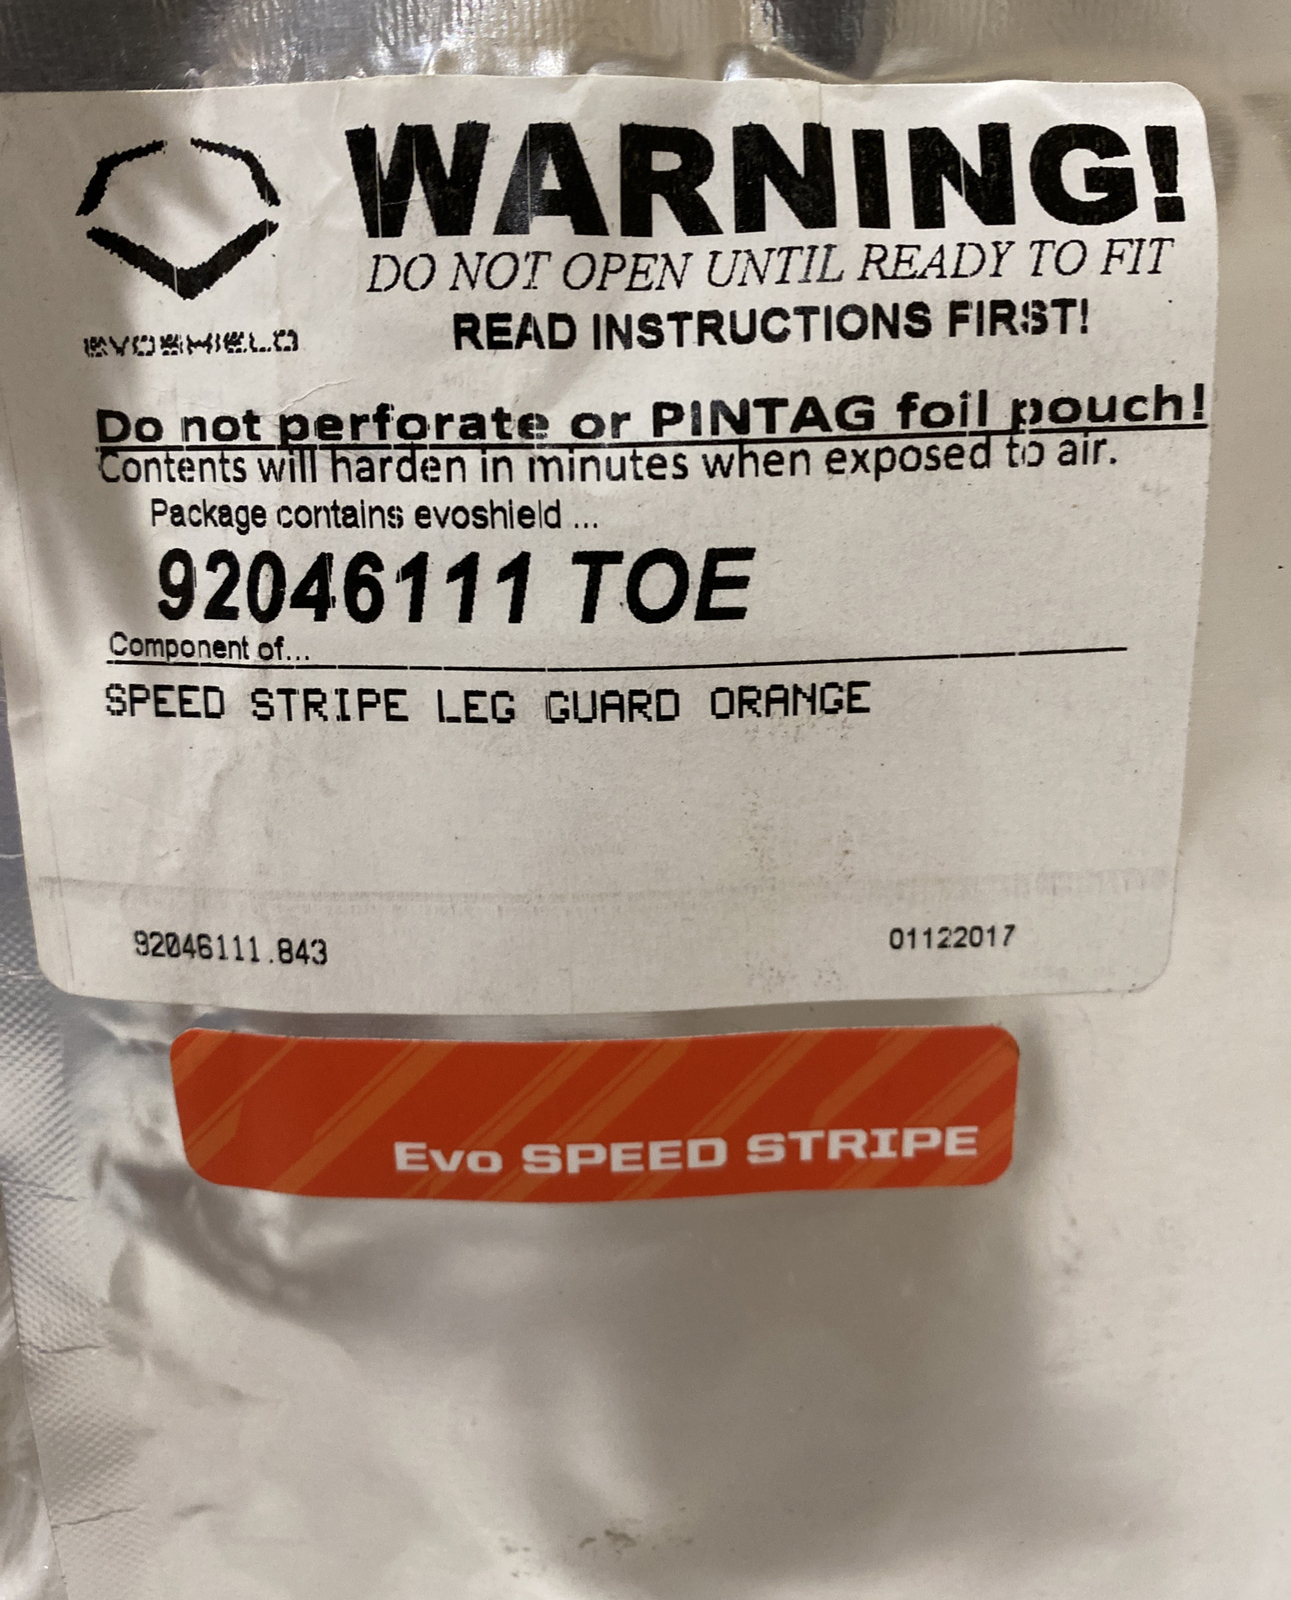 WARNING!
DO NOT OPEN UNTIL READY TO FIT
READ INSTRUCTIONS FIRST!
EVOSHIELD
Do not perforate or PINTAG foil pouch!
Contents will harden in minutes when exposed to air.
Package contains evoshield ...
92046111 TOE
Component of...
SPEED STRIPE LEG GUARD ORANGE
92046111.843
01122017
Evo SPEED STRIPE